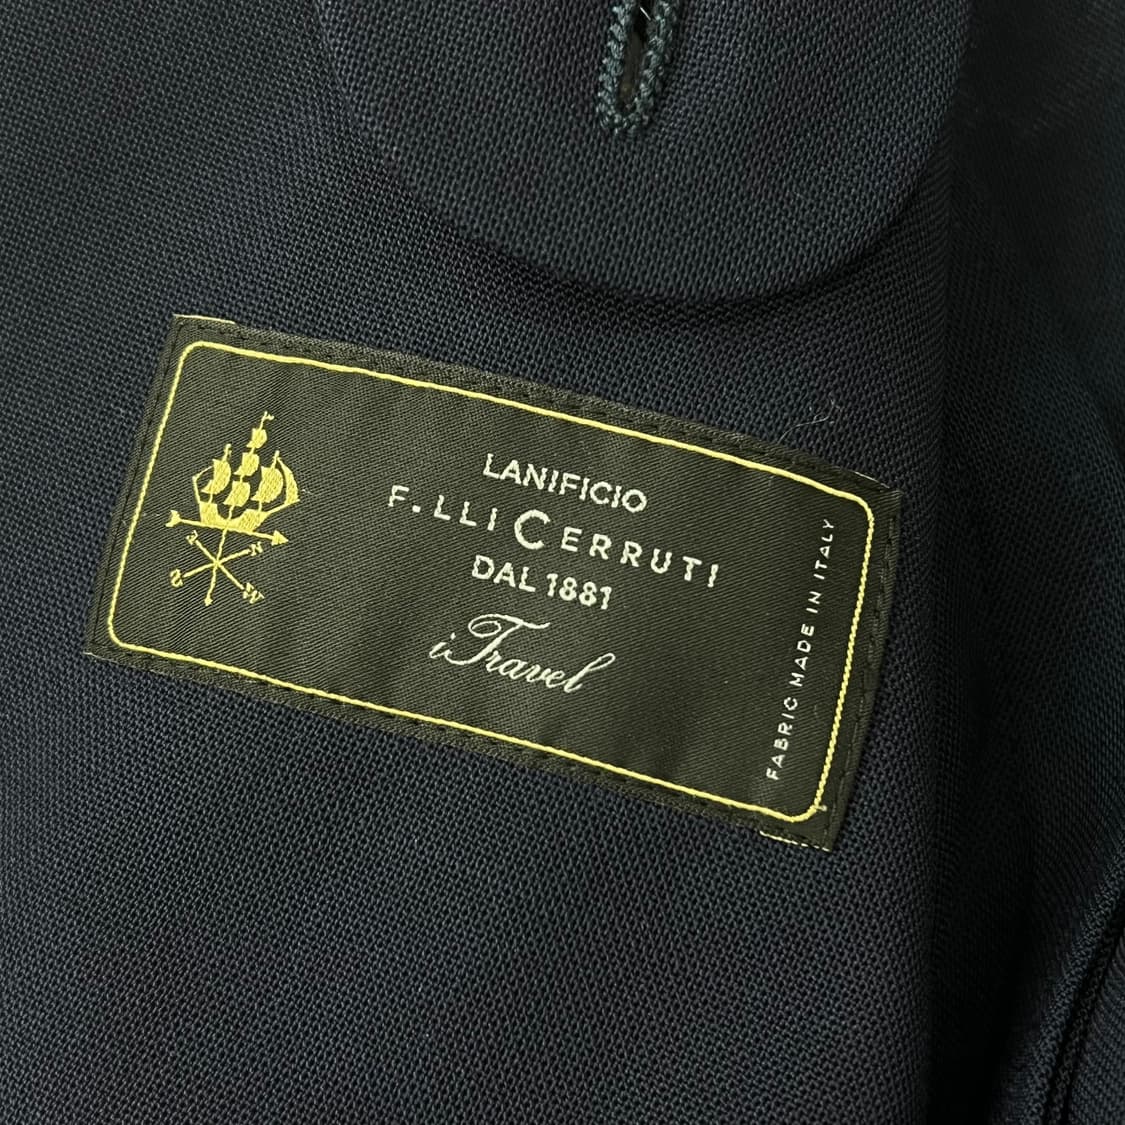 LANIFICIO
F.LLI CERRUTI
DAL 1881
iTravel
FABRIC MADE IN ITALY
N
W